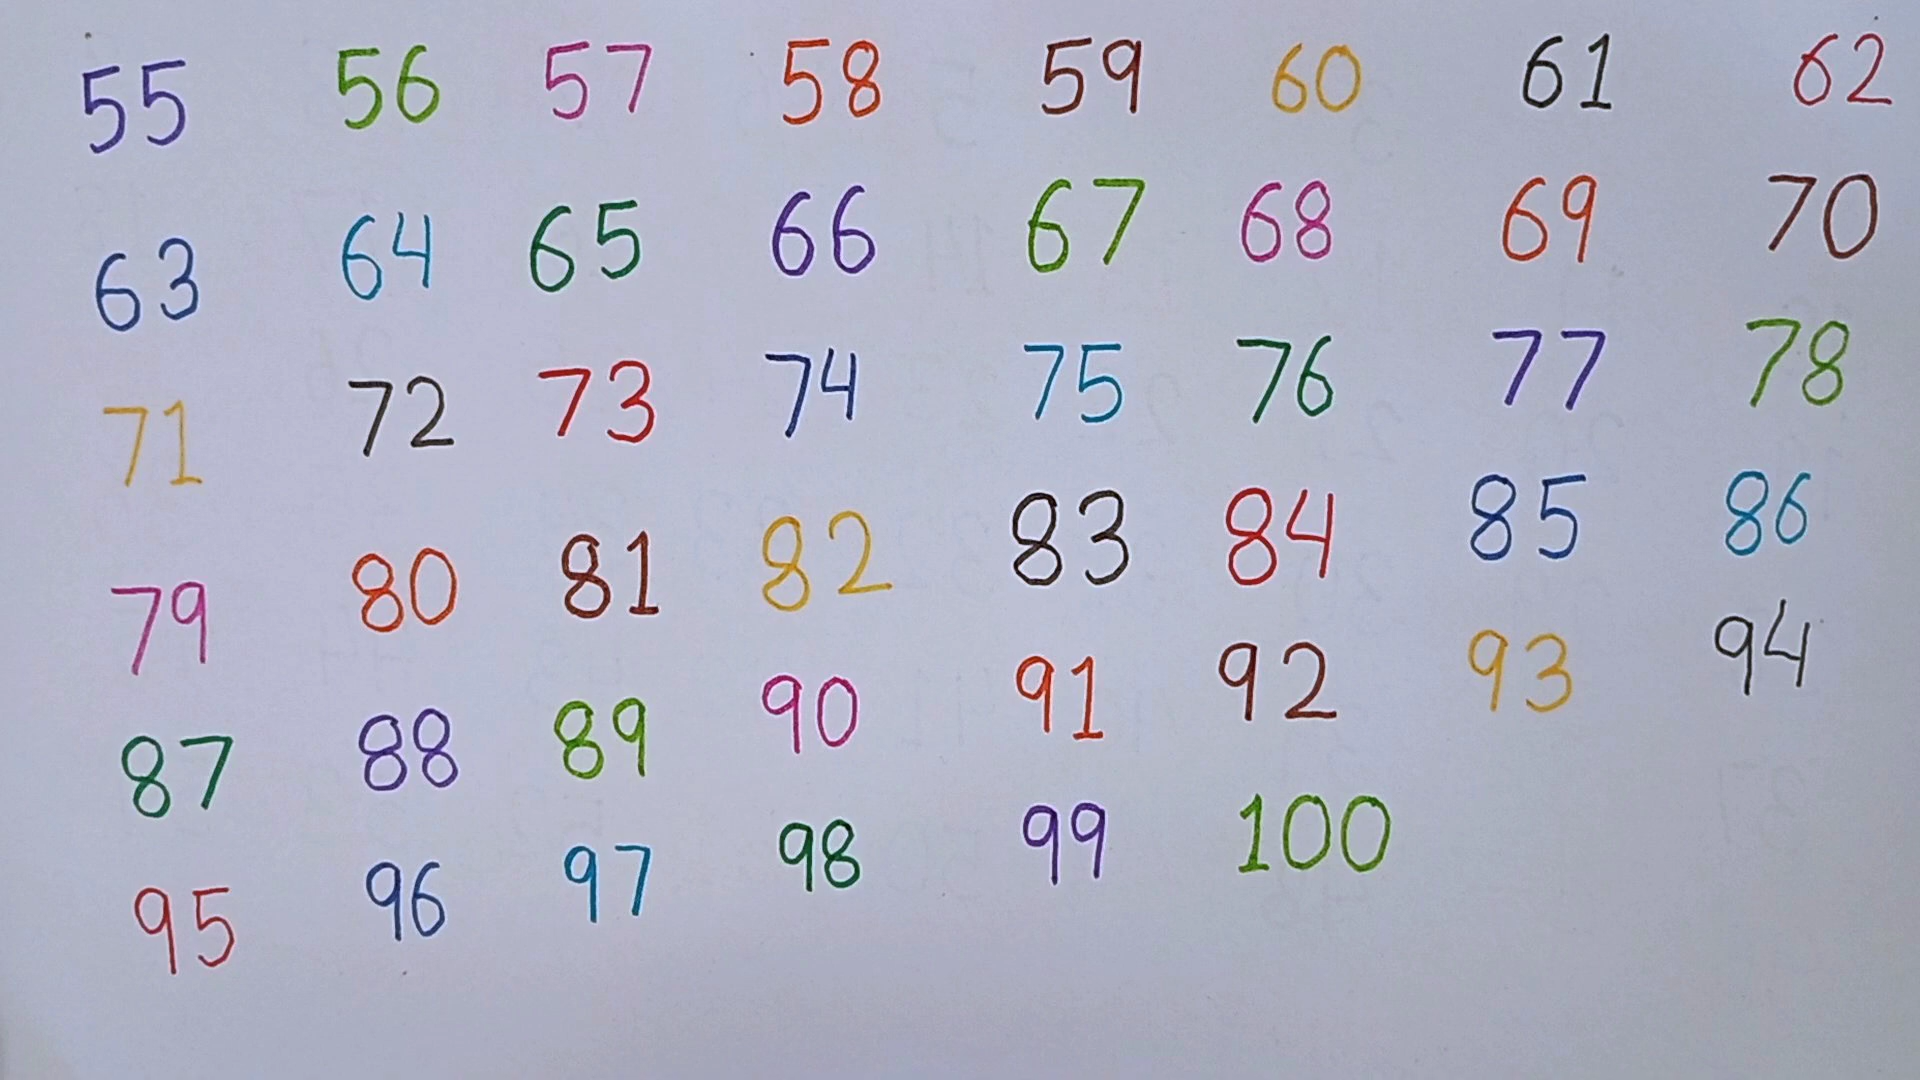 55 56 57 58 59 60 61 62
63 64 65 66 67 68 69 70
71 72 73 74 75 76 77 78
79 80 81 82 83 84 85 86
87 88 89 90 91 92 93 94
95 96 97 98 99 100